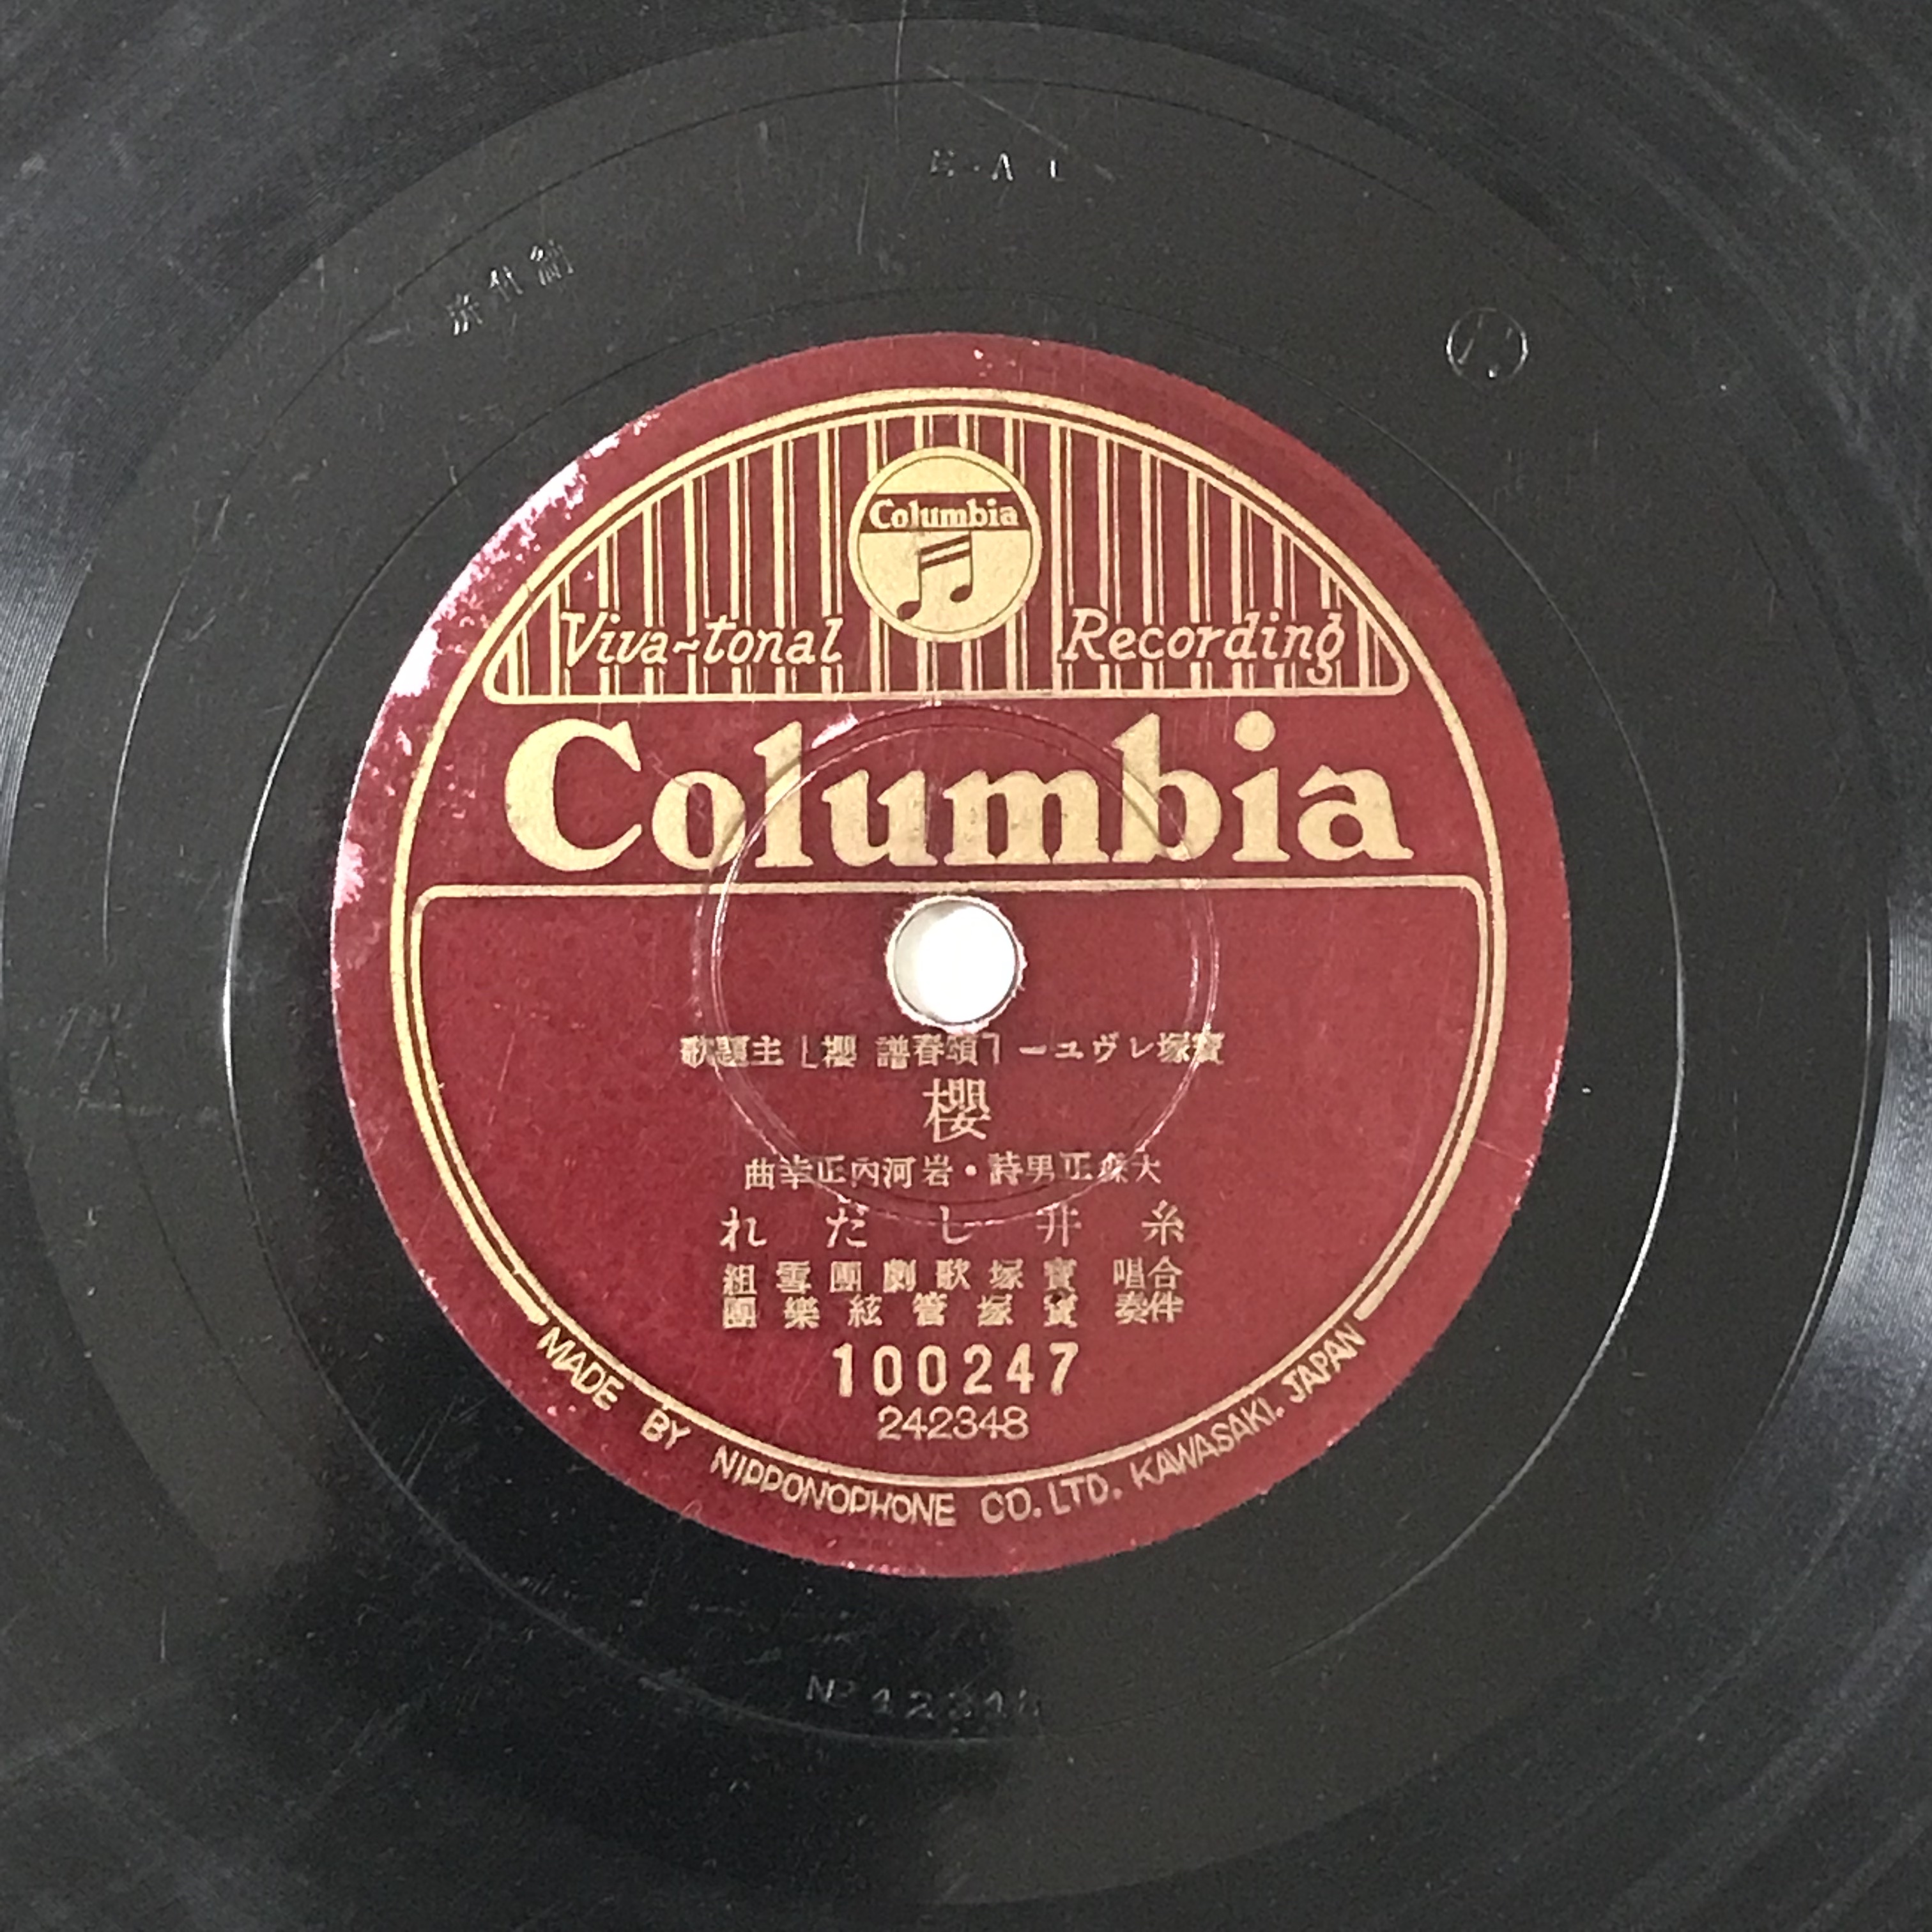 Columbia
Viva-tonal Recording
Columbia
寶塚レヴユー「頌春譜 櫻」主題歌
櫻
大森正男詩・岩河內正幸曲
糸井しだれ
合唱 寶塚歌劇團雪組
伴奏 寶塚管絃樂團
100247
242348
MADE BY NIPPONOPHONE CO. LTD. KAWASAKI. JAPAN